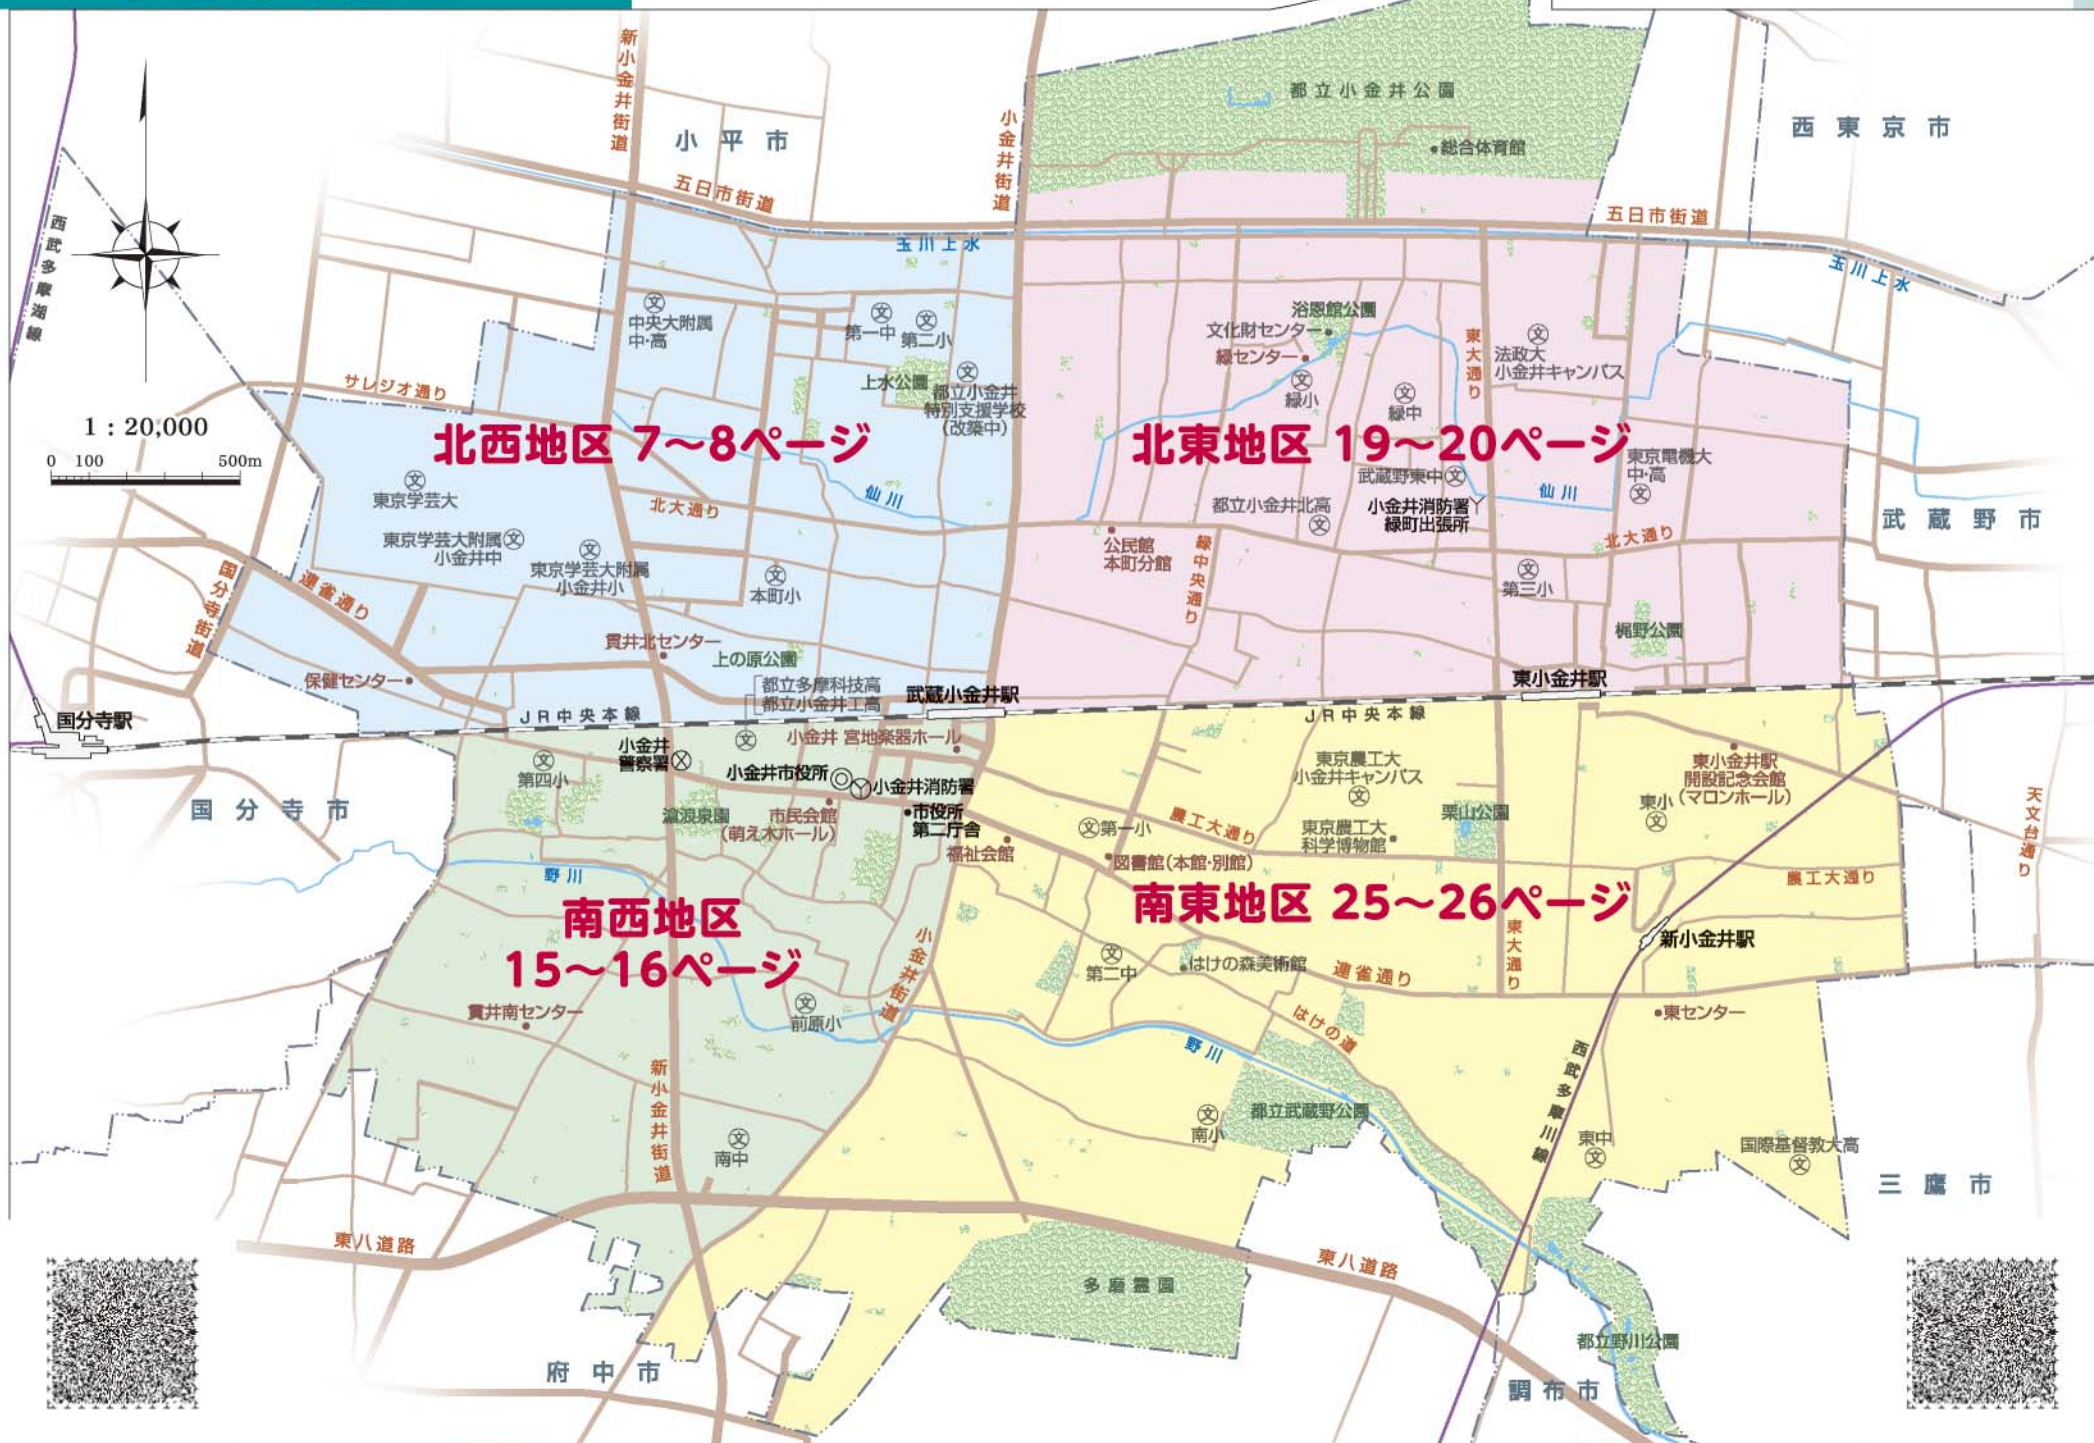 新小金井街道
小平市
五日市街道
小金井街道
都立小金井公園
総合体育館
西東京市
五日市街道
玉川上水
玉川上水
西武多摩湖線
1：20,000
0 100 500m
サレジオ通り
中央大附属
中・高
第一中
第二小
上水公園
都立小金井
特別支援学校
(改築中)
北西地区 7～8ページ
東京学芸大
東京学芸大附属
小金井中
東京学芸大附属
小金井小
北大通り
仙川
本町小
国分寺街道
連雀通り
貫井北センター
上の原公園
保健センター
都立多摩科技高
都立小金井工高
武蔵小金井駅
JR中央本線
国分寺駅
浴恩館公園
文化財センター
緑センター
緑小
緑中
東大通り
法政大
小金井キャンパス
北東地区 19～20ページ
武蔵野東中
東京電機大
中・高
都立小金井北高
小金井消防署
緑町出張所
仙川
武蔵野市
公民館
本町分館
緑中央通り
北大通り
第三小
梶野公園
東小金井駅
JR中央本線
国分寺市
第四小
小金井
警察署
小金井 宮地楽器ホール
小金井市役所
小金井消防署
滄浪泉園
市民会館
(萌え木ホール)
市役所
第二庁舎
福祉会館
野川
南西地区
15～16ページ
小金井街道
貫井南センター
前原小
新小金井街道
南中
東八道路
府中市
東京農工大
小金井キャンパス
東小金井駅
開設記念会館
(マロンホール)
東小
栗山公園
第一小
農工大通り
東京農工大
科学博物館
図書館(本館・別館)
天文台通り
農工大通り
南東地区 25～26ページ
東大通り
新小金井駅
第二中
はけの森美術館
連雀通り
東センター
はけの道
野川
西武多摩川線
都立武蔵野公園
南小
東中
国際基督教大高
三鷹市
東八道路
多磨霊園
都立野川公園
調布市